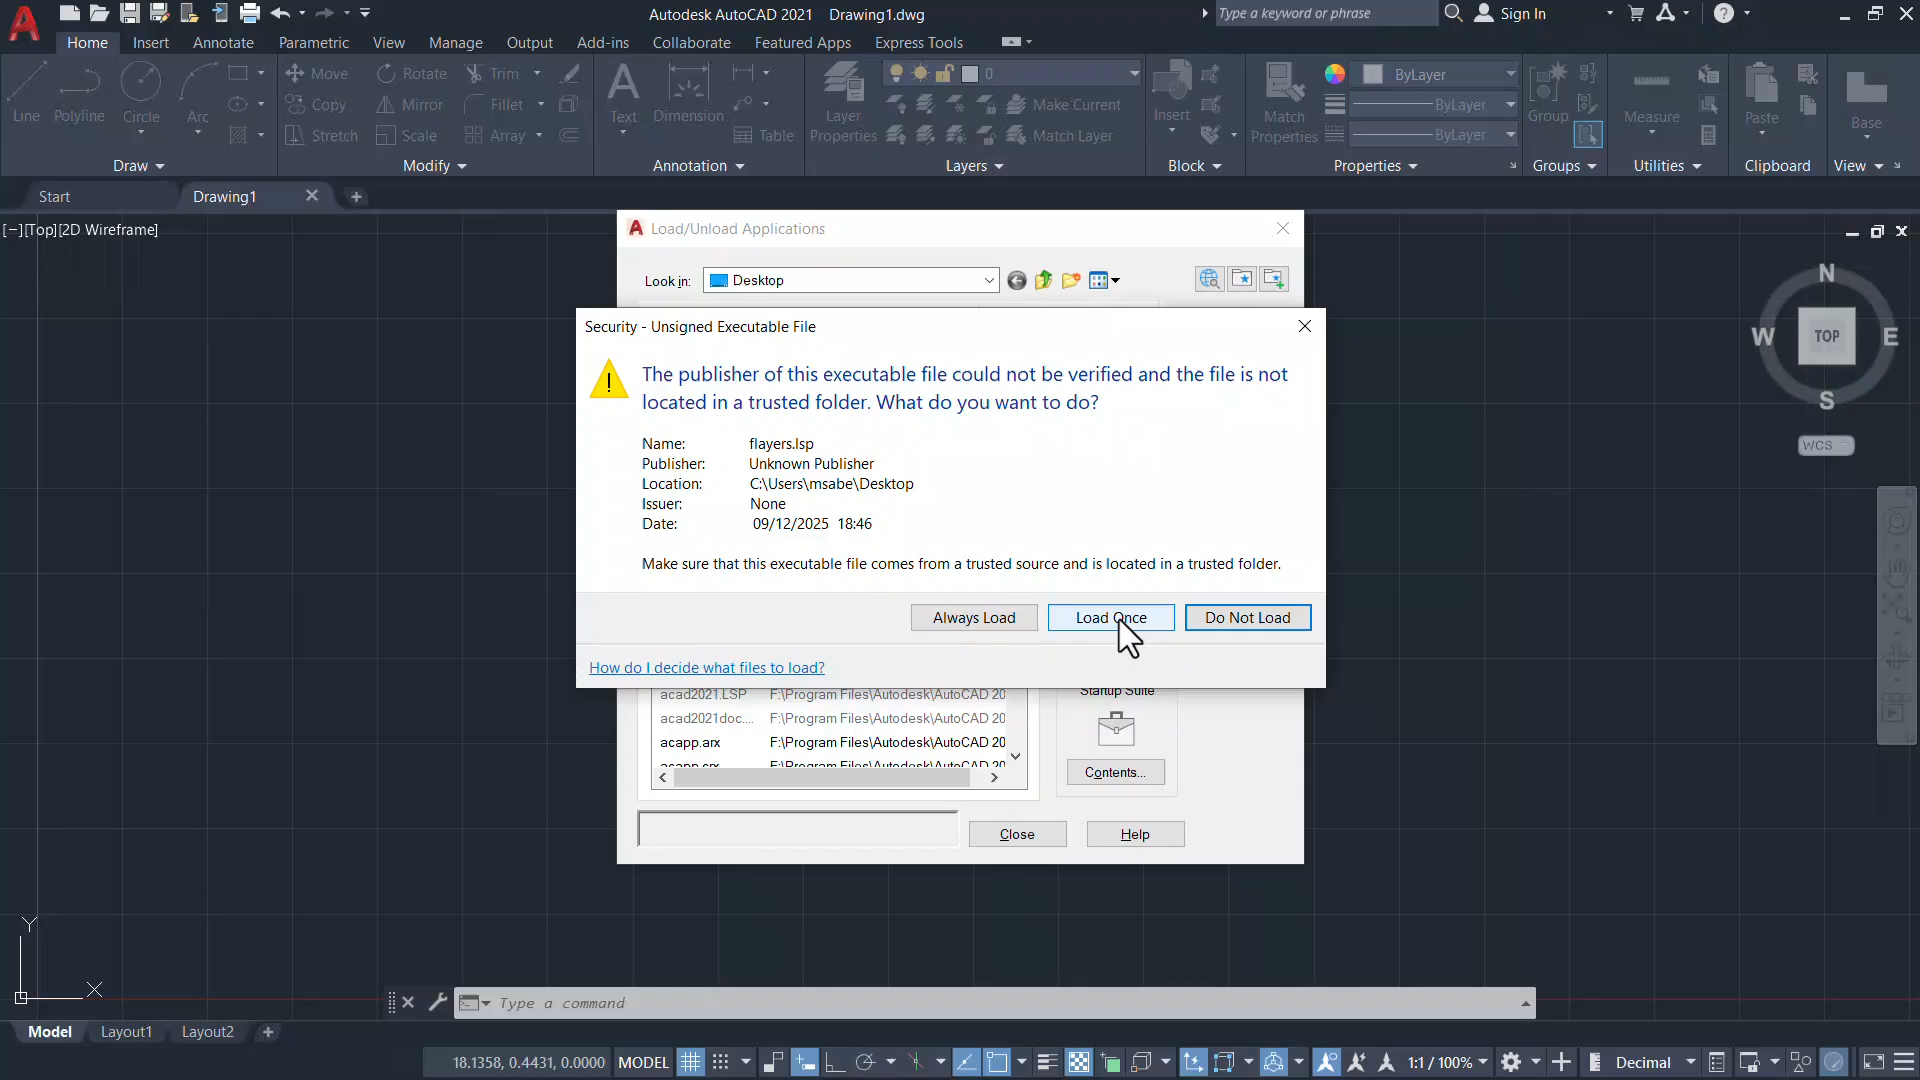 Autodesk AutoCAD 2021 Drawing1.dwg
Type a keyword or phrase
Sign In
Home Insert Annotate Parametric View Manage Output Add-ins Collaborate Featured Apps Express Tools
Line Polyline Circle Arc
Move Rotate Trim
Copy Mirror Fillet
Stretch Scale Array
Text Dimension Table
Layer Properties
0
Make Current
Match Layer
Insert
Match Properties
ByLayer
ByLayer
ByLayer
Group
Measure
Paste
Base
Draw Modify Annotation Layers Block Properties Groups Utilities Clipboard View
Start Drawing1
[−][Top][2D Wireframe]
N
W TOP E
S
WCS
Load/Unload Applications
Look in: Desktop
Security - Unsigned Executable File
The publisher of this executable file could not be verified and the file is not
located in a trusted folder. What do you want to do?
Name: flayers.lsp
Publisher: Unknown Publisher
Location: C:\Users\msabe\Desktop
Issuer: None
Date: 09/12/2025 18:46
Make sure that this executable file comes from a trusted source and is located in a trusted folder.
Always Load Load Once Do Not Load
How do I decide what files to load?
acad2021.LSP F:\Program Files\Autodesk\AutoCAD 20
Startup Suite
acad2021doc.... F:\Program Files\Autodesk\AutoCAD 20
acapp.arx F:\Program Files\Autodesk\AutoCAD 20
acapp.crx F:\Program Files\Autodesk\AutoCAD 20
Contents...
Close Help
Y
X
Type a command
Model Layout1 Layout2
18.1358, 0.4431, 0.0000 MODEL 1:1 / 100% Decimal